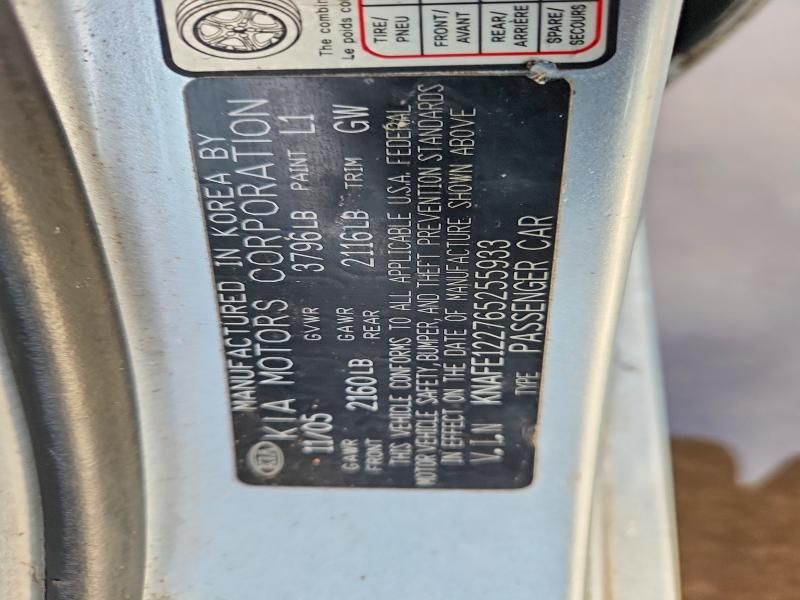 MANUFACTURED IN KOREA BY
KIA KIA MOTORS CORPORATION
11/05 GVWR 3796LB PAINT L1
GAWR FRONT 2160LB GAWR REAR 2116LB TRIM GW
THIS VEHICLE CONFORMS TO ALL APPLICABLE U.S.A. FEDERAL
MOTOR VEHICLE SAFETY, BUMPER, AND THEFT PREVENTION STANDARDS
IN EFFECT ON THE DATE OF MANUFACTURE SHOWN ABOVE
V.I.N KNAFE122765255933
TYPE PASSENGER CAR
The combin
Le poids co
TIRE/
PNEU
FRONT/
AVANT
REAR/
ARRIÈRE
SPARE/
SECOURS